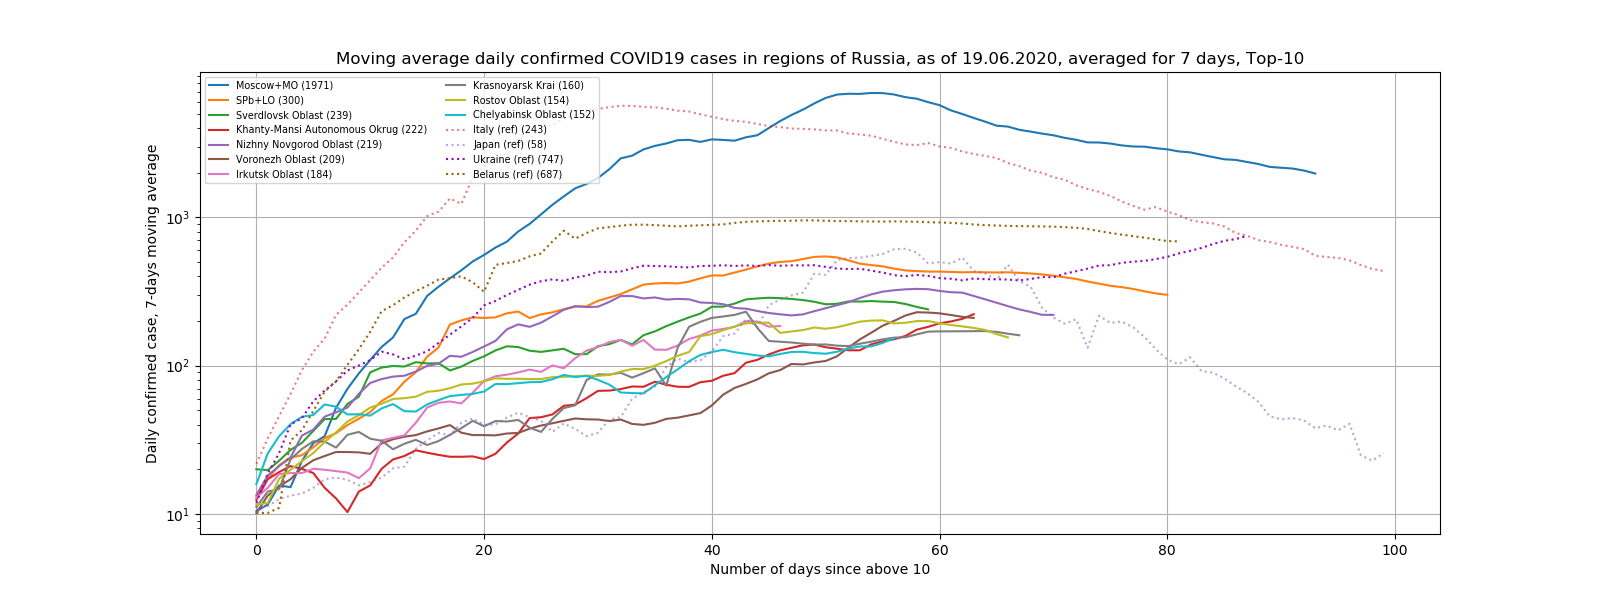 Moving average daily confirmed COVID19 cases in regions of Russia, as of 19.06.2020, averaged for 7 days, Top-10
Moscow+MO (1971)
SPb+LO (300)
Sverdlovsk Oblast (239)
Khanty-Mansi Autonomous Okrug (222)
Nizhny Novgorod Oblast (219)
Voronezh Oblast (209)
Irkutsk Oblast (184)
Krasnoyarsk Krai (160)
Rostov Oblast (154)
Chelyabinsk Oblast (152)
Italy (ref) (243)
Japan (ref) (58)
Ukraine (ref) (747)
Belarus (ref) (687)
Daily confirmed case, 7-days moving average
10³
10²
10¹
0 20 40 60 80 100
Number of days since above 10